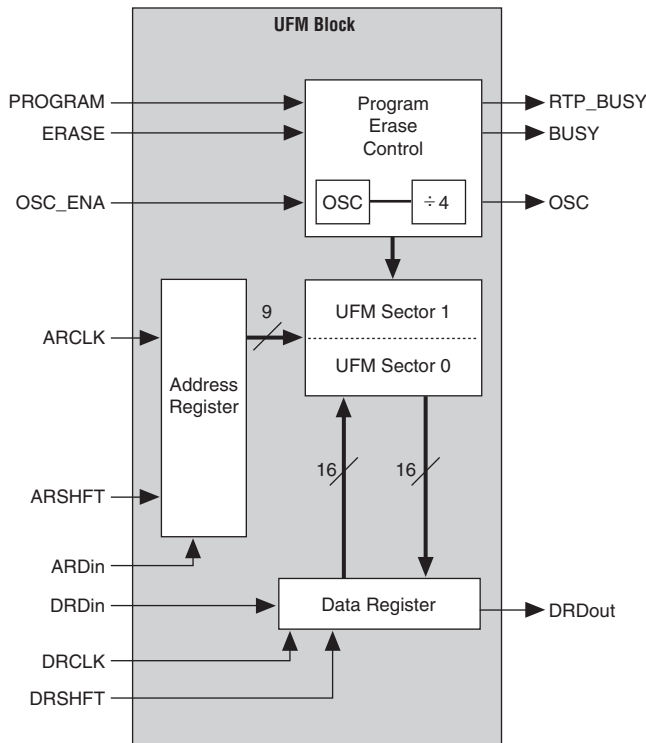 UFM Block
PROGRAM
ERASE
OSC_ENA
Program
Erase
Control
OSC
÷4
RTP_BUSY
BUSY
OSC
ARCLK
ARSHFT
ARDin
Address
Register
9
UFM Sector 1
UFM Sector 0
16
16
DRDin
DRCLK
DRSHFT
Data Register
DRDout